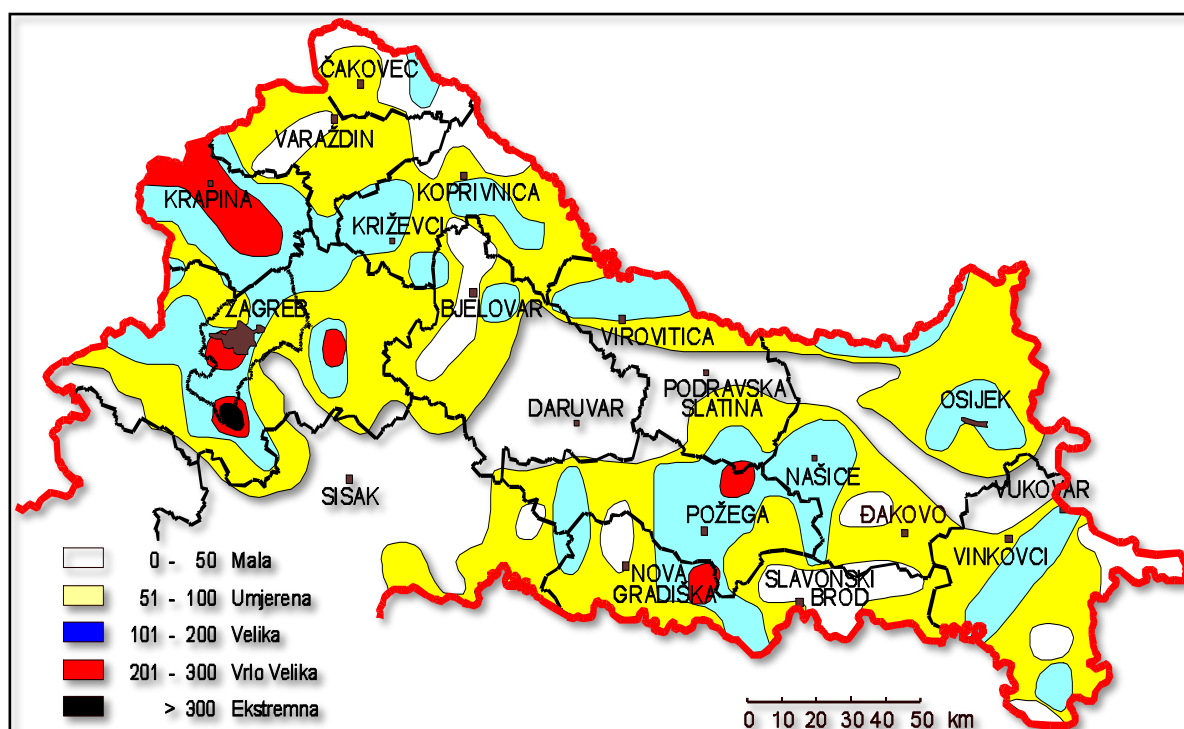 ČAKOVEC
VARAŽDIN
KRAPINA
KOPRIVNICA
KRIŽEVCI
ZAGREB
BJELOVAR
VIROVITICA
PODRAVSKA
SLATINA
DARUVAR
OSIJEK
SISAK
NAŠICE
VUKOVAR
POŽEGA
ĐAKOVO
VINKOVCI
NOVA
GRADIŠKA
SLAVONSKI
BROD
0 - 50 Mala
51 - 100 Umjerena
101 - 200 Velika
201 - 300 Vrlo Velika
> 300 Ekstremna
0 10 20 30 40 50 km